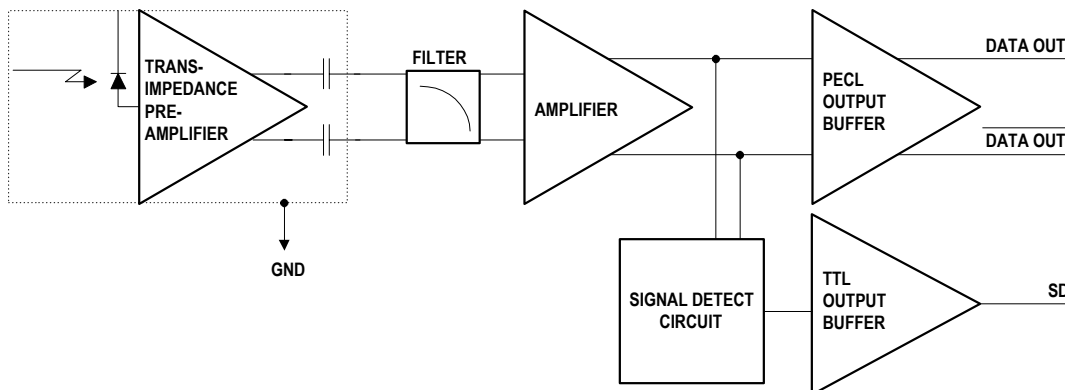 TRANS-
IMPEDANCE
PRE-
AMPLIFIER
GND
FILTER
AMPLIFIER
PECL
OUTPUT
BUFFER
DATA OUT
DATA OUT
SIGNAL DETECT
CIRCUIT
TTL
OUTPUT
BUFFER
SD